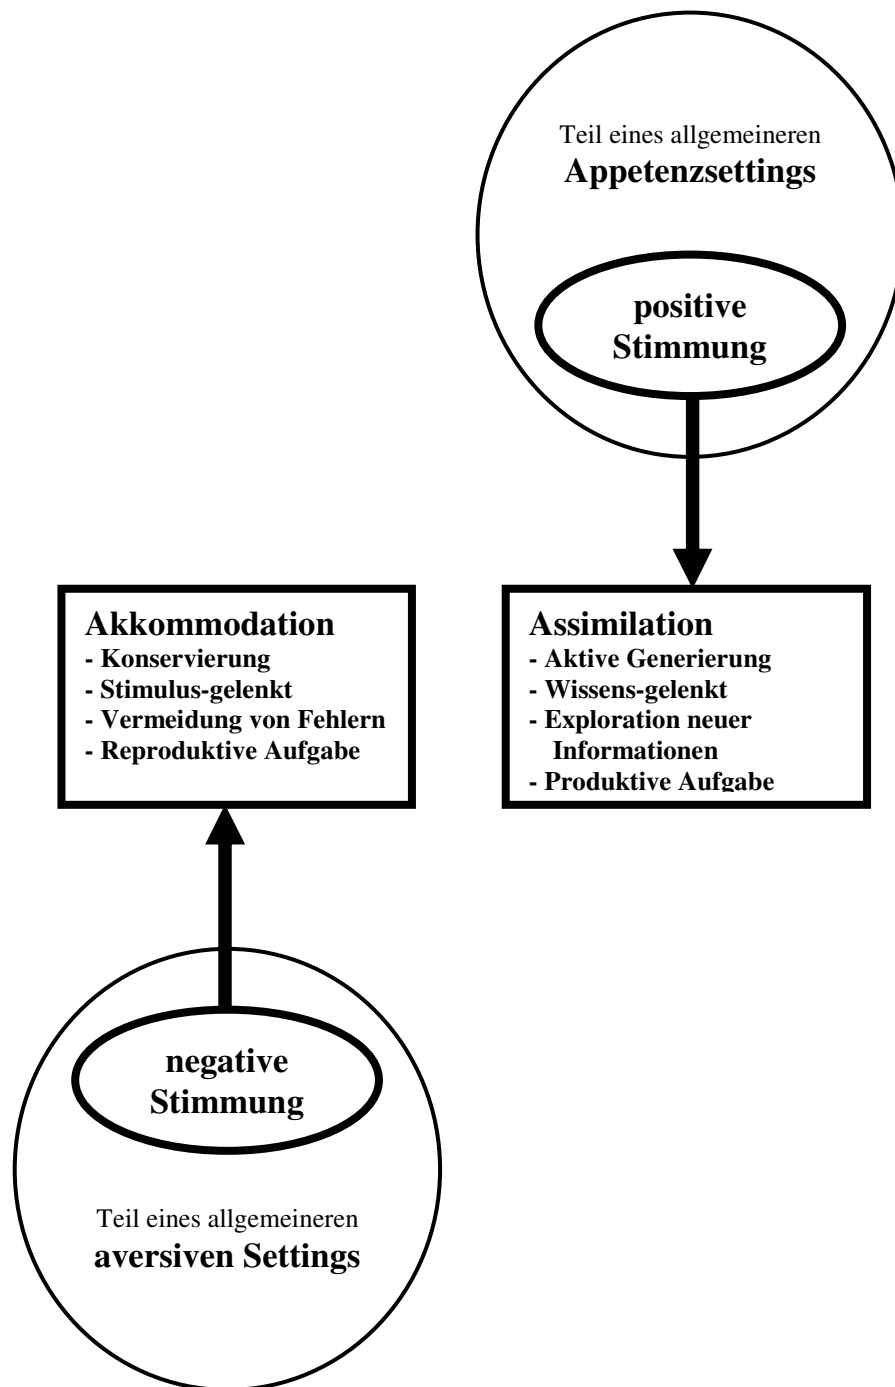 Teil eines allgemeineren
Appetenzsettings
positive
Stimmung
Akkommodation
- Konservierung
- Stimulus-gelenkt
- Vermeidung von Fehlern
- Reproduktive Aufgabe
Assimilation
- Aktive Generierung
- Wissens-gelenkt
- Exploration neuer
Informationen
- Produktive Aufgabe
negative
Stimmung
Teil eines allgemeineren
aversiven Settings